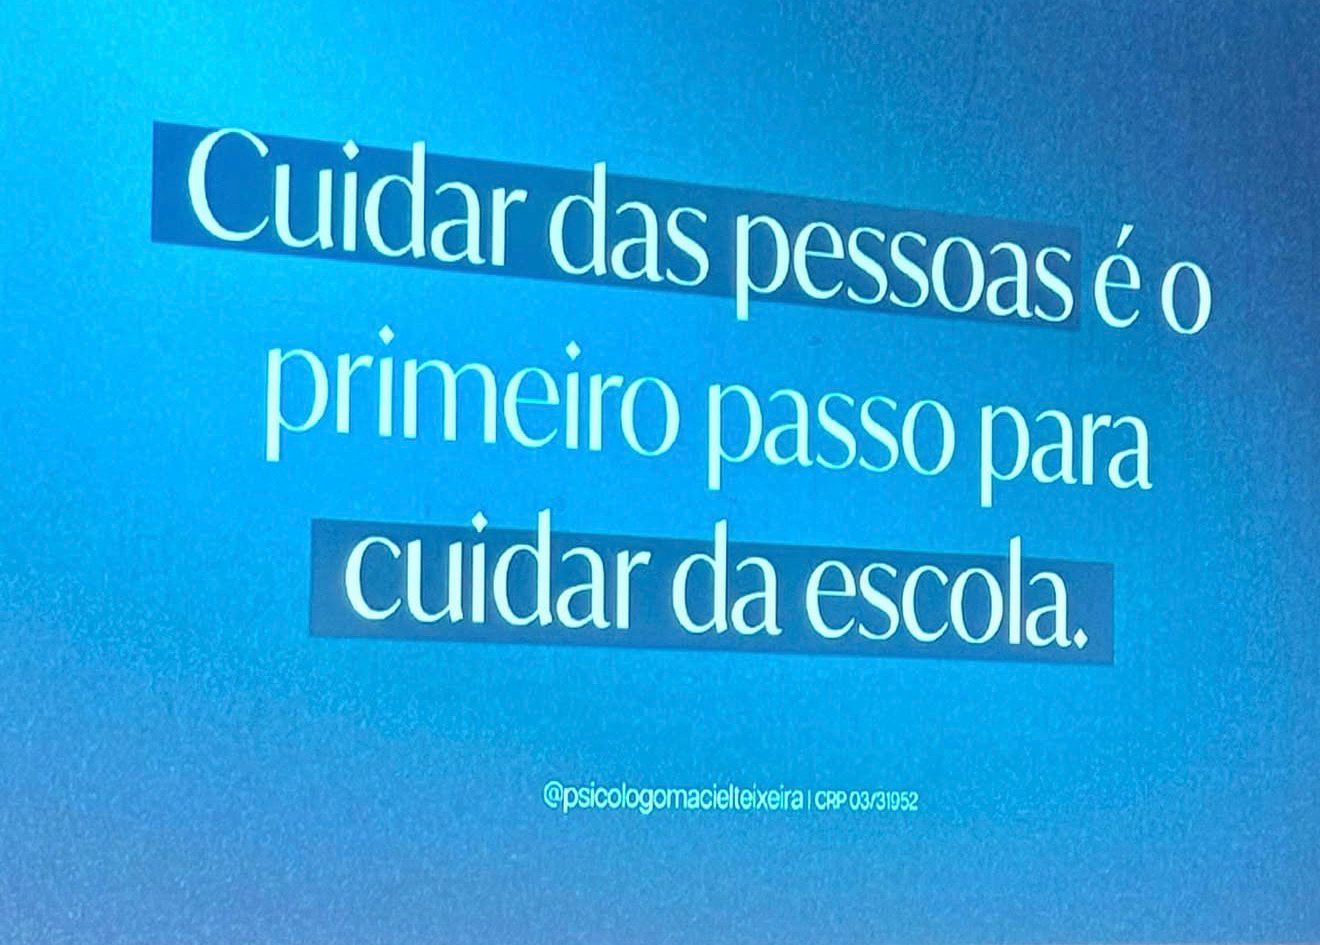 Cuidar das pessoas é o
primeiro passo para
cuidar da escola.
@psicologomacielteixeira | CRP 03/31952